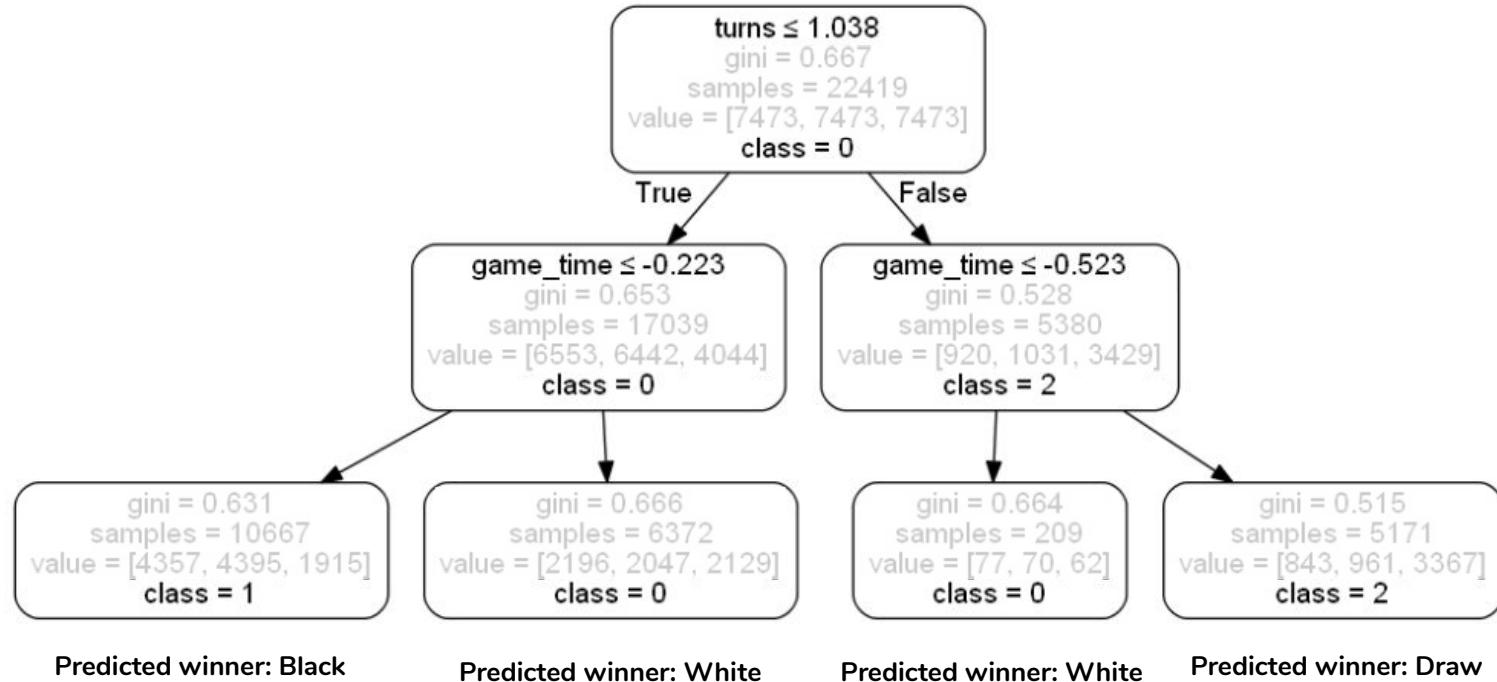 turns ≤ 1.038
gini = 0.667
samples = 22419
value = [7473, 7473, 7473]
class = 0
True
False
game_time ≤ -0.223
gini = 0.653
samples = 17039
value = [6553, 6442, 4044]
class = 0
game_time ≤ -0.523
gini = 0.528
samples = 5380
value = [920, 1031, 3429]
class = 2
gini = 0.631
samples = 10667
value = [4357, 4395, 1915]
class = 1
gini = 0.666
samples = 6372
value = [2196, 2047, 2129]
class = 0
gini = 0.664
samples = 209
value = [77, 70, 62]
class = 0
gini = 0.515
samples = 5171
value = [843, 961, 3367]
class = 2
Predicted winner: Black
Predicted winner: White
Predicted winner: White
Predicted winner: Draw